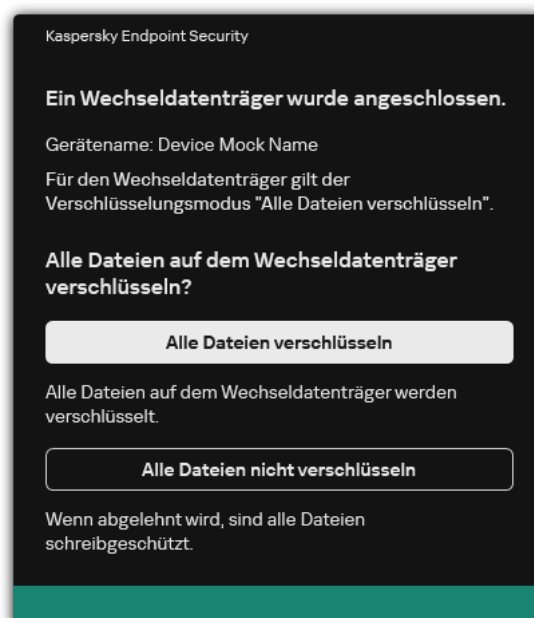 Kaspersky Endpoint Security
Ein Wechseldatenträger wurde angeschlossen.
Gerätename: Device Mock Name
Für den Wechseldatenträger gilt der
Verschlüsselungsmodus "Alle Dateien verschlüseln".
Alle Dateien auf dem Wechseldatenträger
verschlüsseln?
Alle Dateien verschlüsseln
Alle Dateien auf dem Wechseldatenträger werden
verschlüsselt.
Alle Dateien nicht verschlüsseln
Wenn abgelehnt wird, sind alle Dateien
schreibgeschützt.